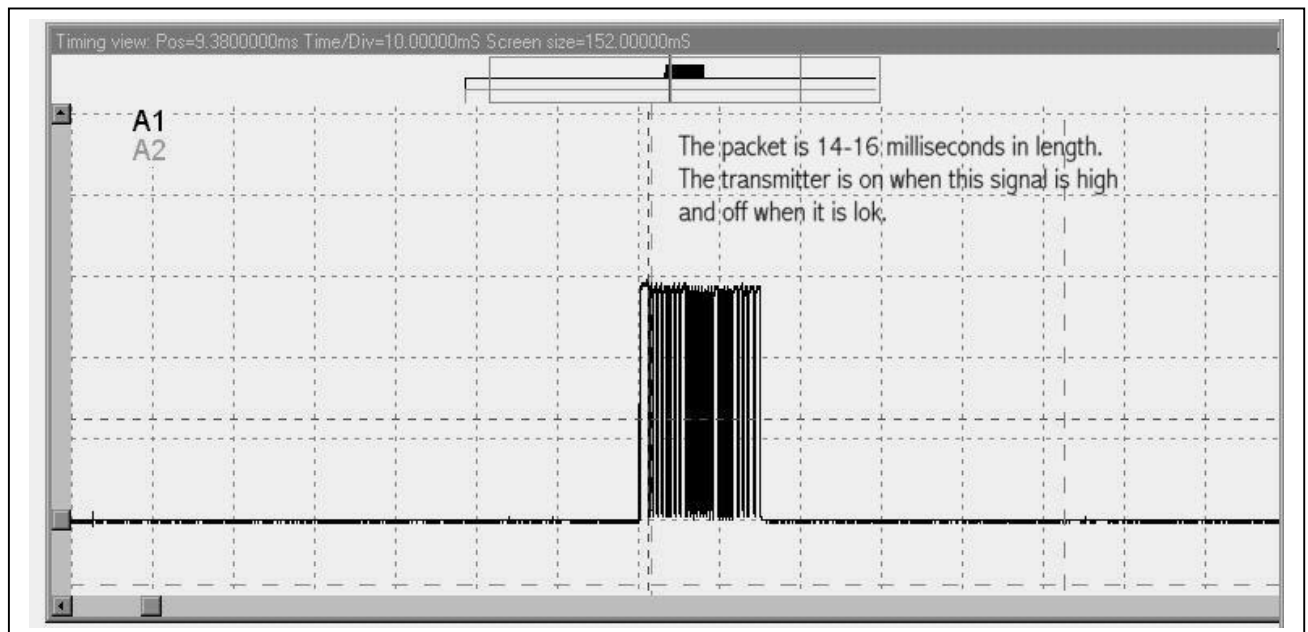 Timing view: Pos=9.3800000ms Time/Div=10.00000mS Screen size=152.00000mS
A1
A2
The packet is 14-16 milliseconds in length.
The transmitter is on when this signal is high
and off when it is lok.